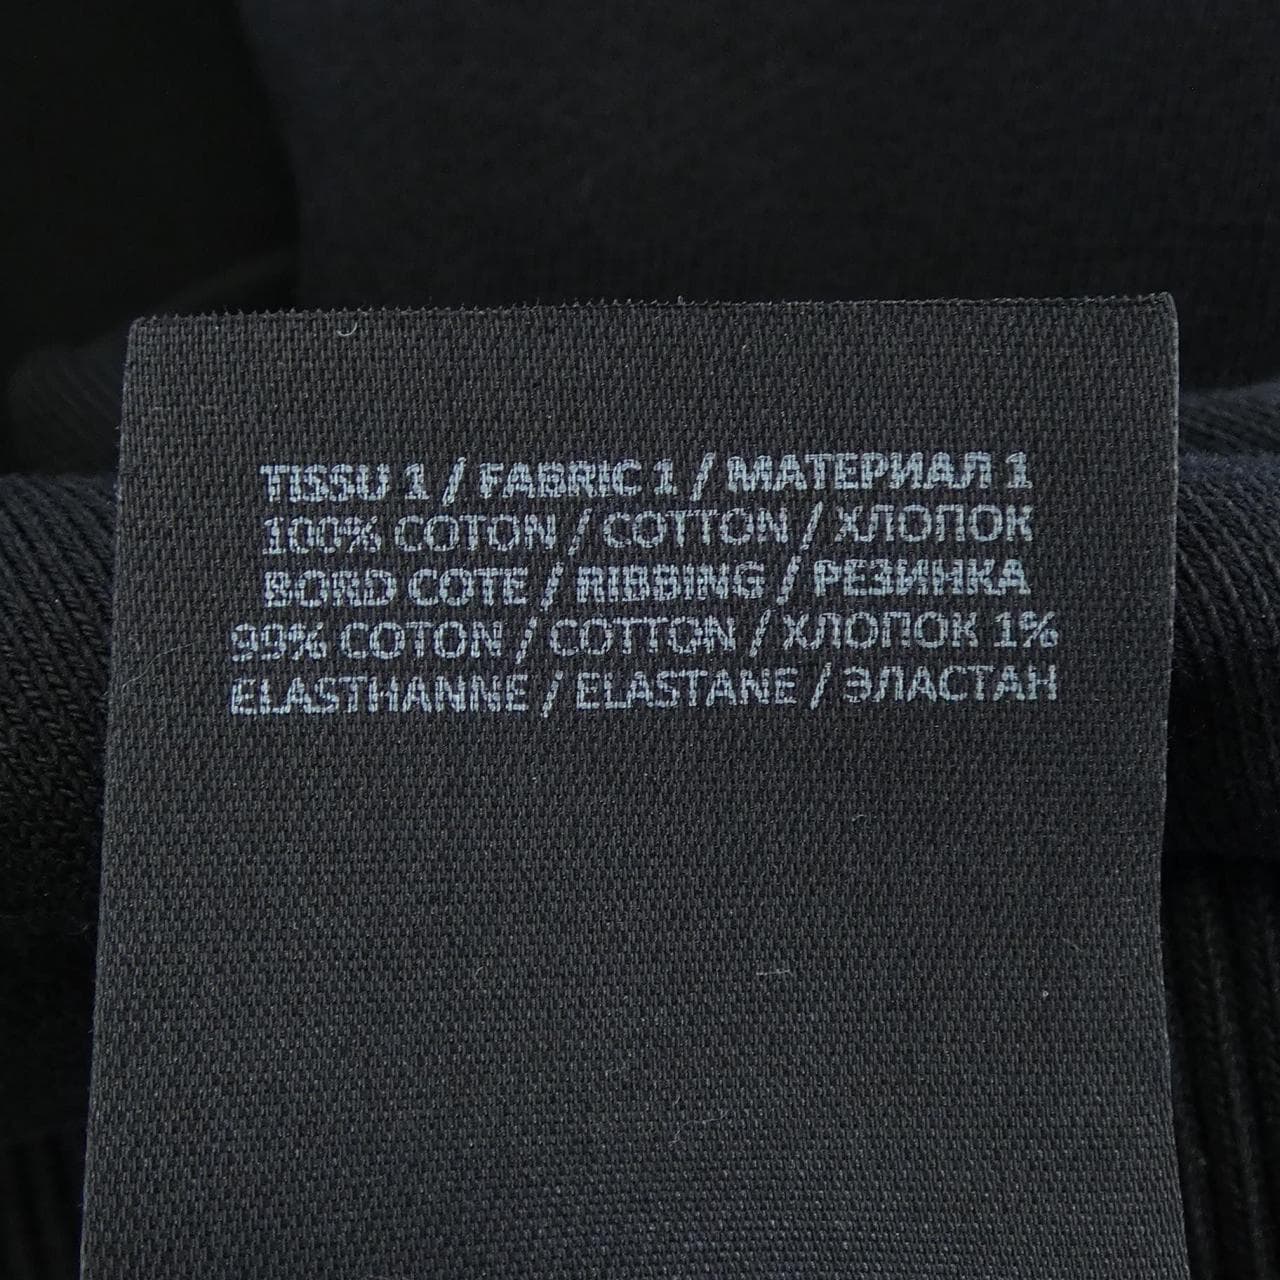 TISSU 1 / FABRIC 1 / МАТЕРИАЛ 1
100% COTON / COTTON / ХЛОПОК
BORD COTE / RIBBING / РЕЗИНКА
99% COTON / COTTON / ХЛОПОК 1%
ELASTHANNE / ELASTANE / ЭЛАСТАН